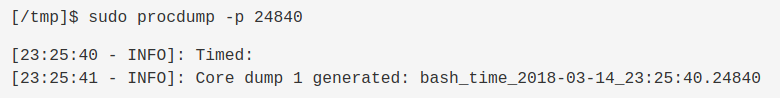 [/tmp]$ sudo procdump -p 24840
[23:25:40 - INFO]: Timed:
[23:25:41 - INFO]: Core dump 1 generated: bash_time_2018-03-14_23:25:40.24840